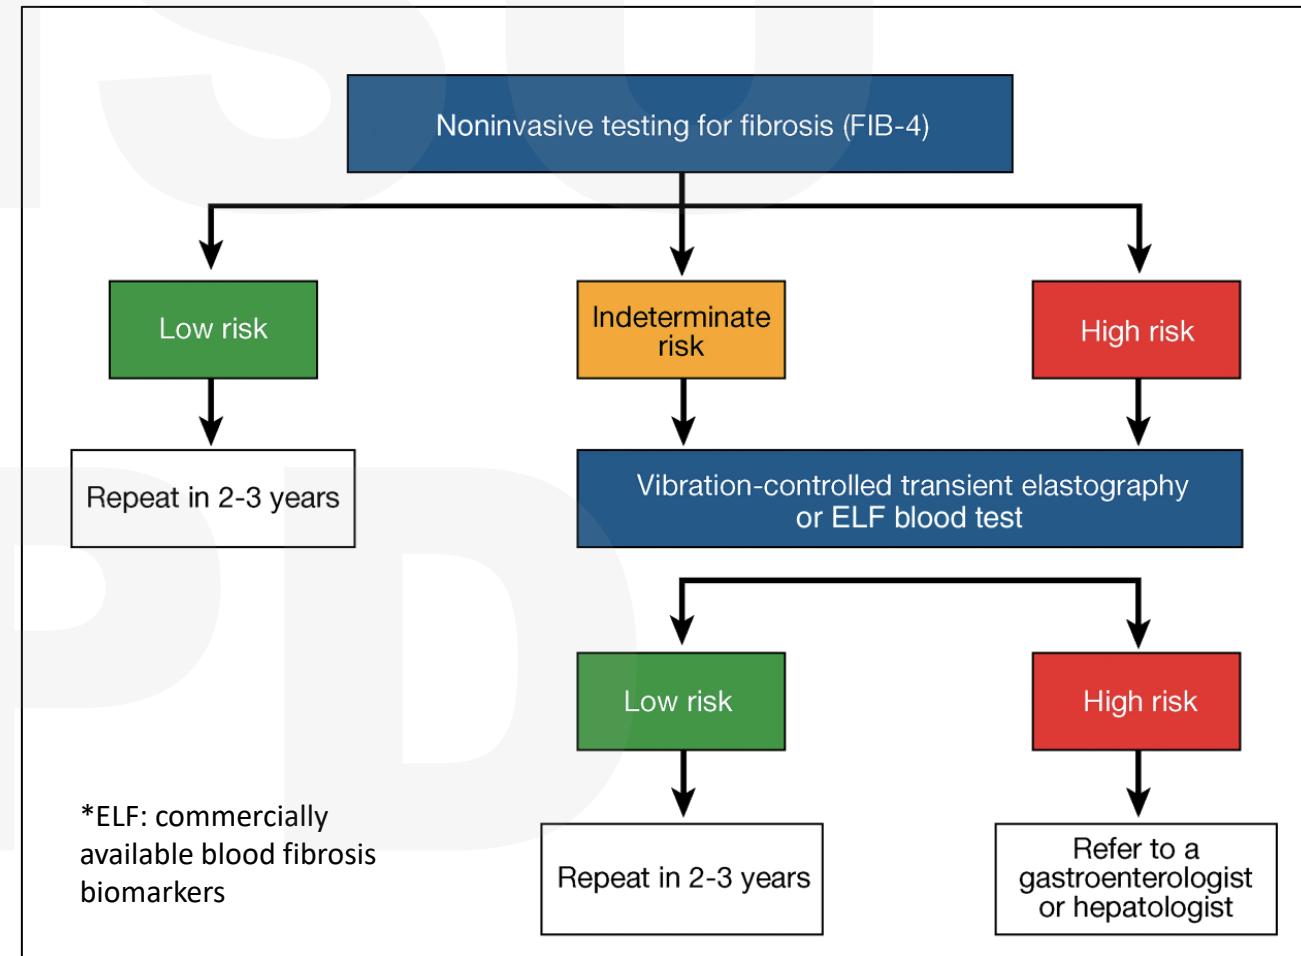 Noninvasive testing for fibrosis (FIB-4)
Low risk
Indeterminate
risk
High risk
Repeat in 2-3 years
Vibration-controlled transient elastography
or ELF blood test
Low risk
High risk
*ELF: commercially
available blood fibrosis
biomarkers
Repeat in 2-3 years
Refer to a
gastroenterologist
or hepatologist